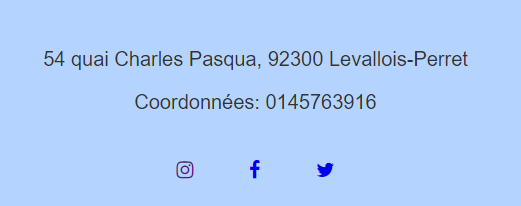 54 quai Charles Pasqua, 92300 Levallois-Perret
Coordonnées: 0145763916